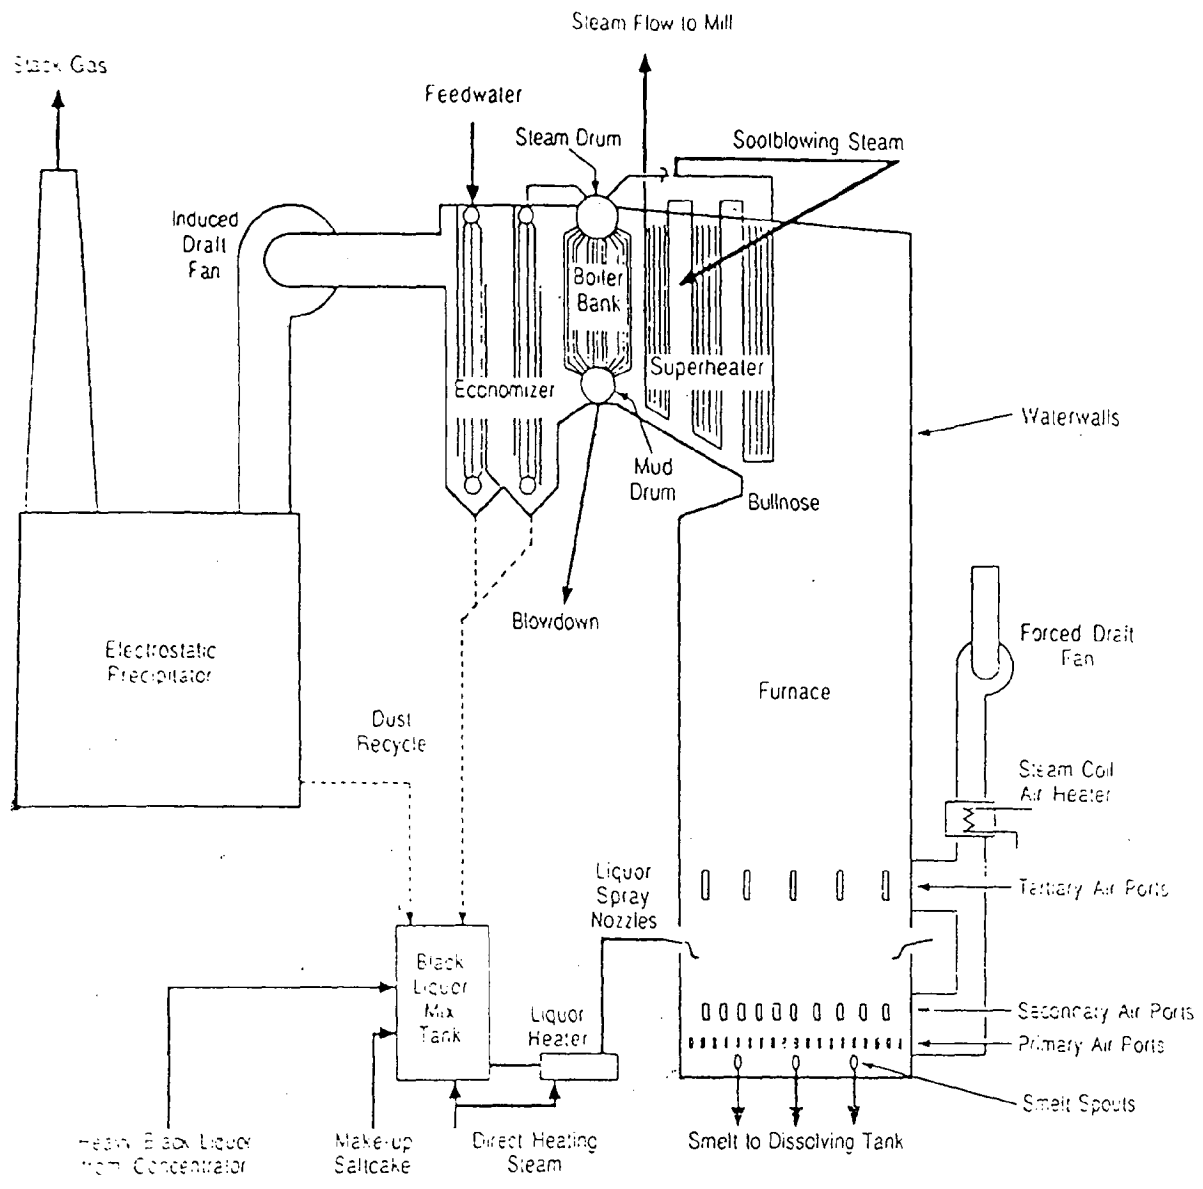 Steam Flow to Mill
Stack Gas
Feedwater
Steam Drum
Sootblowing Steam
Induced
Draft
Fan
Boiler
Bank
Economizer
Superheater
Waterwalls
Mud
Drum
Bullnose
Blowdown
Electrostatic
Precipitator
Forced Draft
Fan
Furnace
Dust
Recycle
Steam Coil
Air Heater
Liquor
Spray
Nozzles
Tertiary Air Ports
Black
Liquor
Mix
Tank
Liquor
Heater
Secondary Air Ports
Primary Air Ports
Smelt Spouts
Heavy Black Liquor
from Concentrator
Make-up
Saltcake
Direct Heating
Steam
Smelt to Dissolving Tank